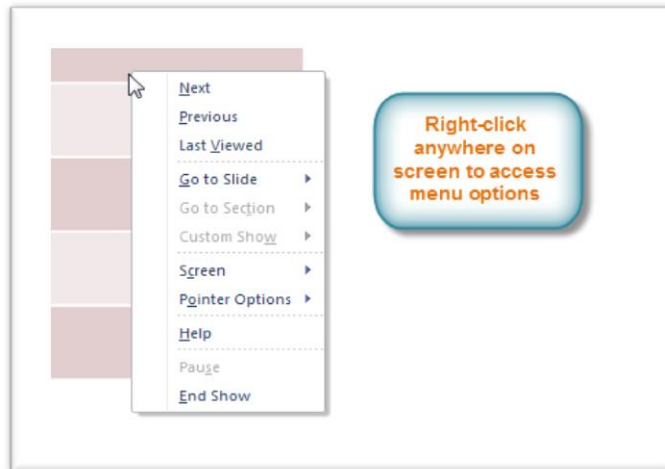 Next
Previous
Last Viewed
Go to Slide
Go to Section
Custom Show
Screen
Pointer Options
Help
Pause
End Show
Right-click
anywhere on
screen to access
menu options